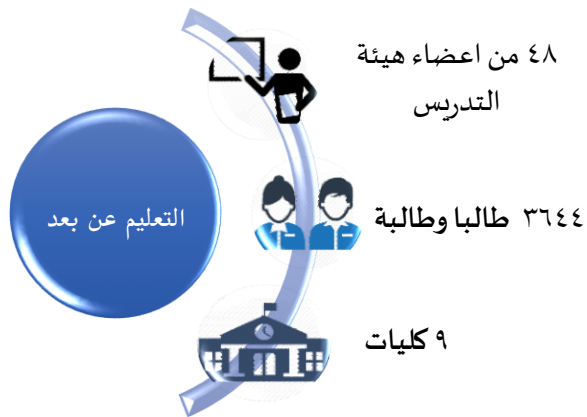 ٤٨ من اعضاء هيئة
التدريس
التعليم عن بعد
٣٦٤٤ طالبا وطالبة
٩ كليات